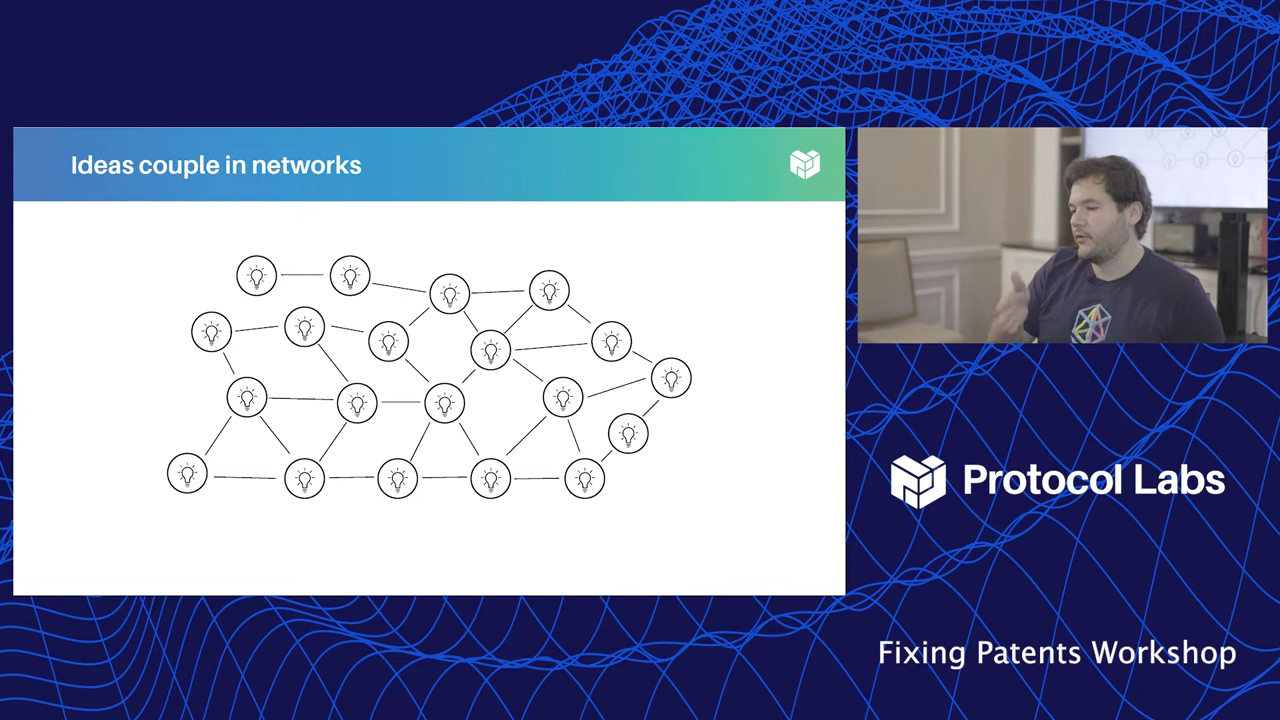 Ideas couple in networks
Protocol Labs
Fixing Patents Workshop